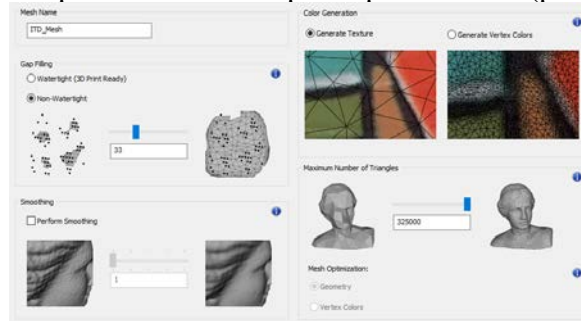 Mesh Name
ITD_Mesh
Gap Filling
Watertight (3D Print Ready)
Non-Watertight
33
Smoothing
Perform Smoothing
1
Color Generation
Generate Texture
Generate Vertex Colors
Maximum Number of Triangles
325000
Mesh Optimization:
Geometry
Vertex Colors